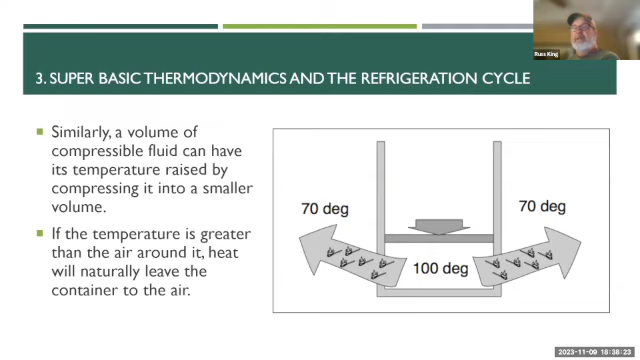 Russ King
3. SUPER BASIC THERMODYNAMICS AND THE REFRIGERATION CYCLE
Similarly, a volume of
compressible fluid can have
its temperature raised by
compressing it into a smaller
volume.
If the temperature is greater
than the air around it, heat
will naturally leave the
container to the air.
70 deg
70 deg
100 deg
2023-11-09 18:38:23